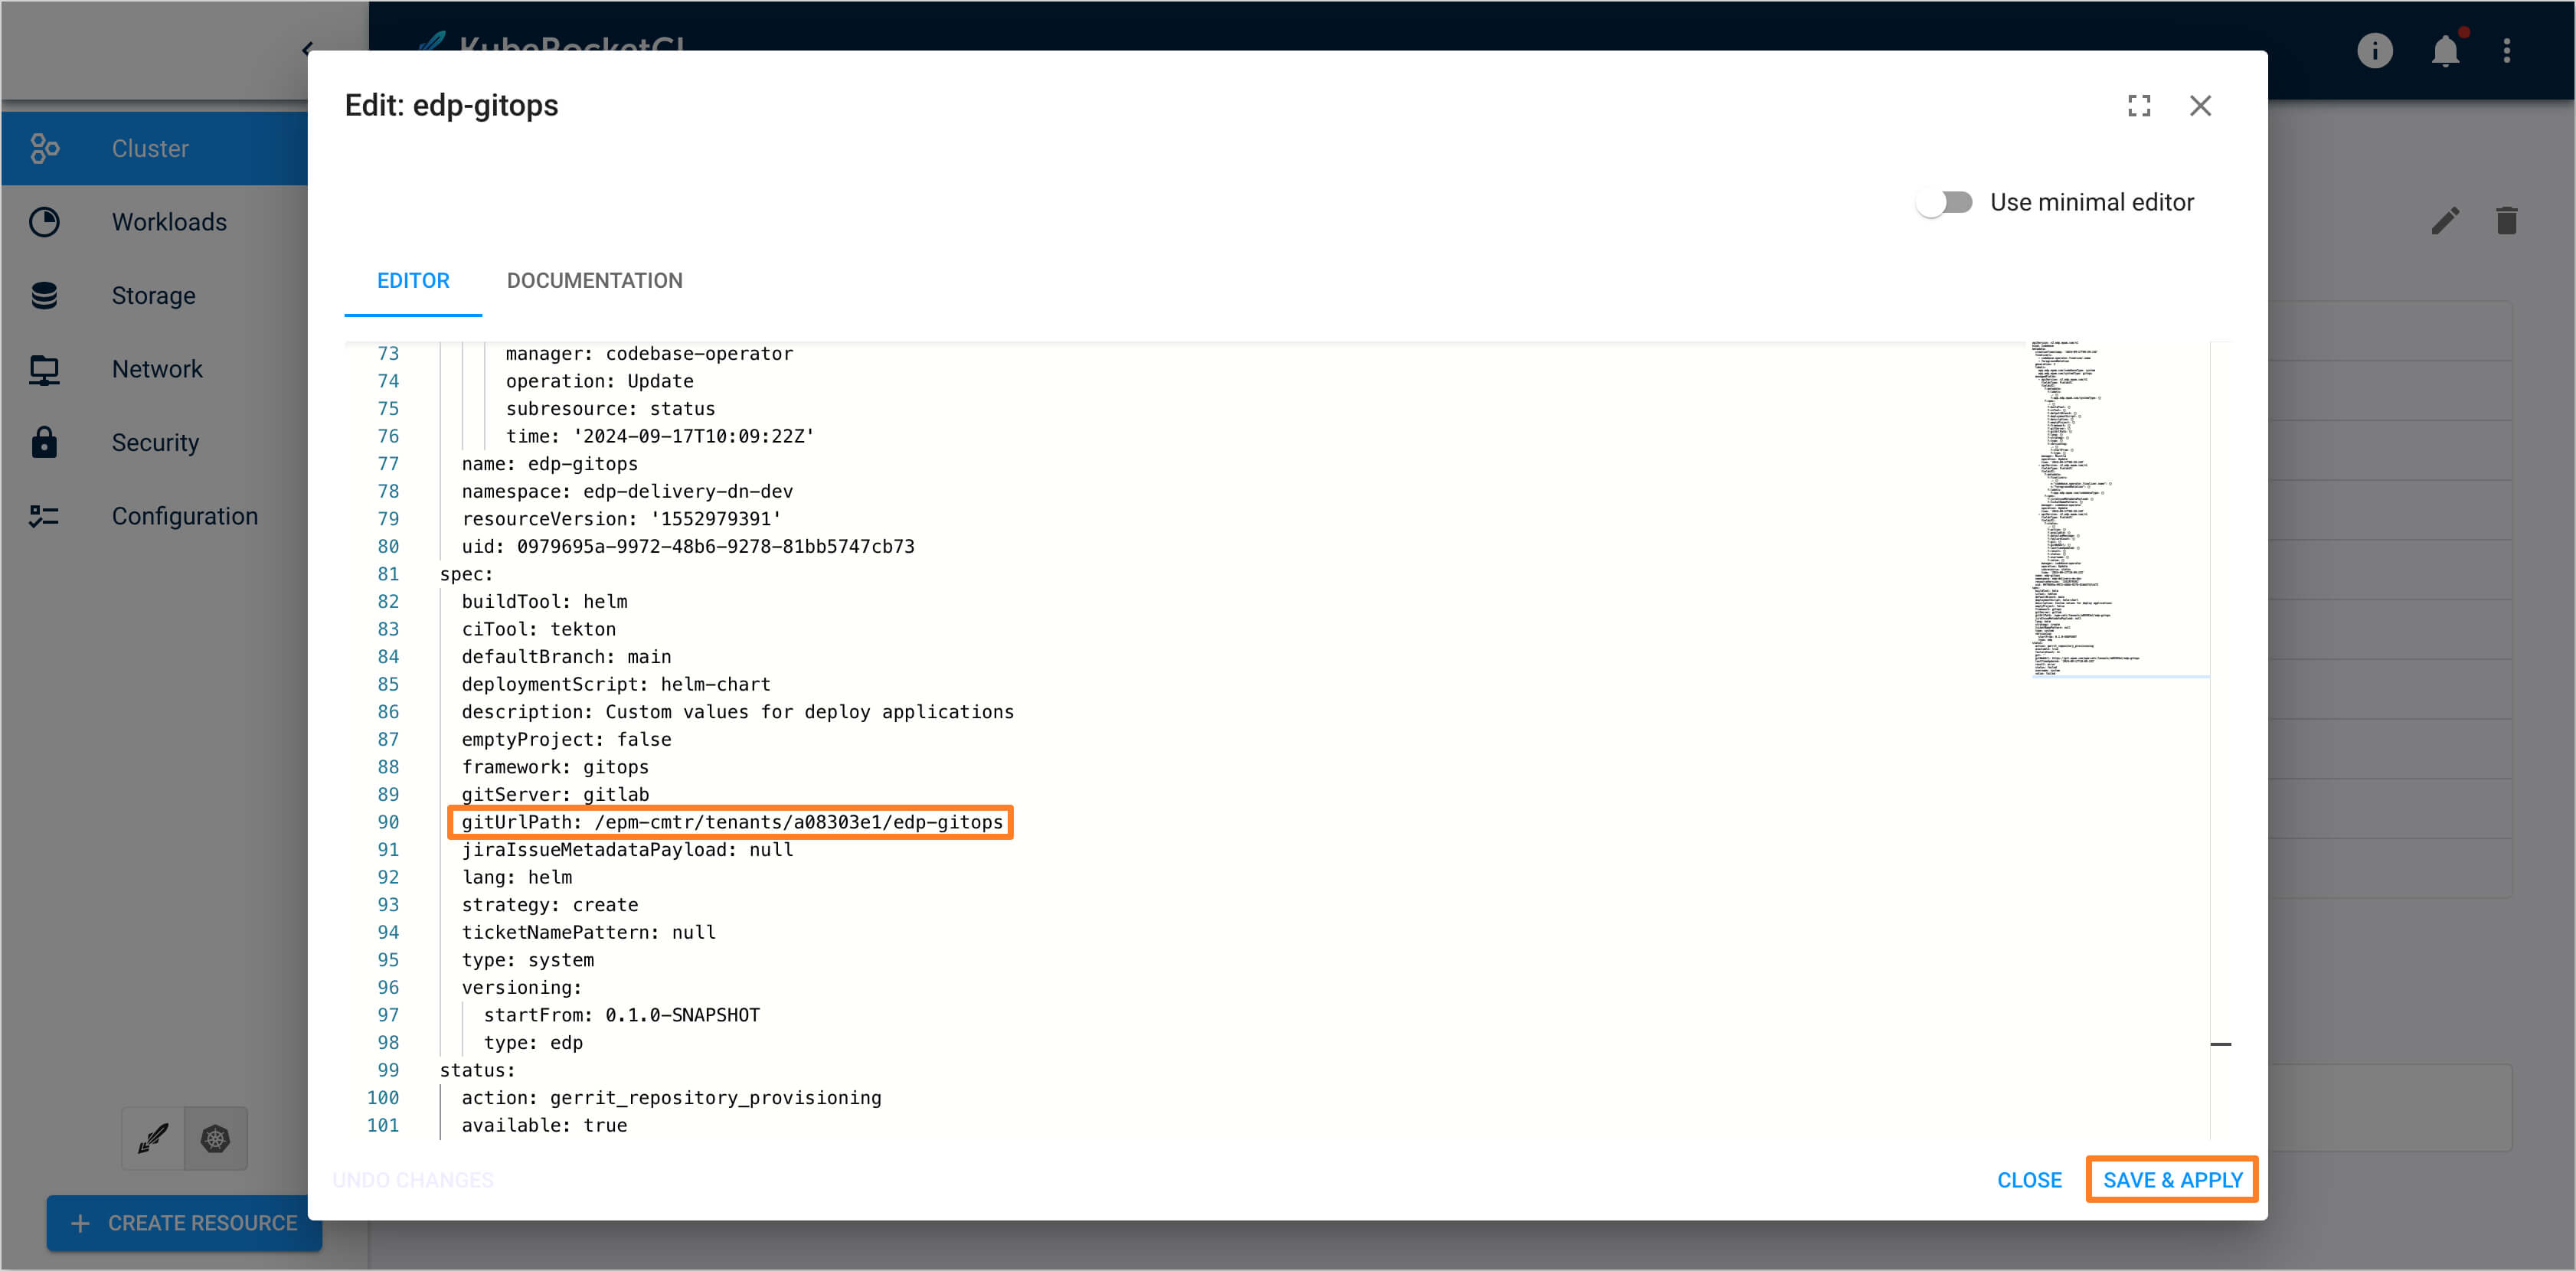 KubeRocketCI
Edit: edp-gitops
Cluster
Workloads
Storage
Network
Security
Configuration
CREATE RESOURCE
Use minimal editor
EDITOR DOCUMENTATION
73 manager: codebase-operator
74 operation: Update
75 subresource: status
76 time: '2024-09-17T10:09:22Z'
77 name: edp-gitops
78 namespace: edp-delivery-dn-dev
79 resourceVersion: '1552979391'
80 uid: 0979695a-9972-48b6-9278-81bb5747cb73
81 spec:
82 buildTool: helm
83 ciTool: tekton
84 defaultBranch: main
85 deploymentScript: helm-chart
86 description: Custom values for deploy applications
87 emptyProject: false
88 framework: gitops
89 gitServer: gitlab
90 gitUrlPath: /epm-cmtr/tenants/a08303e1/edp-gitops
91 jiraIssueMetadataPayload: null
92 lang: helm
93 strategy: create
94 ticketNamePattern: null
95 type: system
96 versioning:
97 startFrom: 0.1.0-SNAPSHOT
98 type: edp
99 status:
100 action: gerrit_repository_provisioning
101 available: true
UNDO CHANGES
CLOSE
SAVE & APPLY